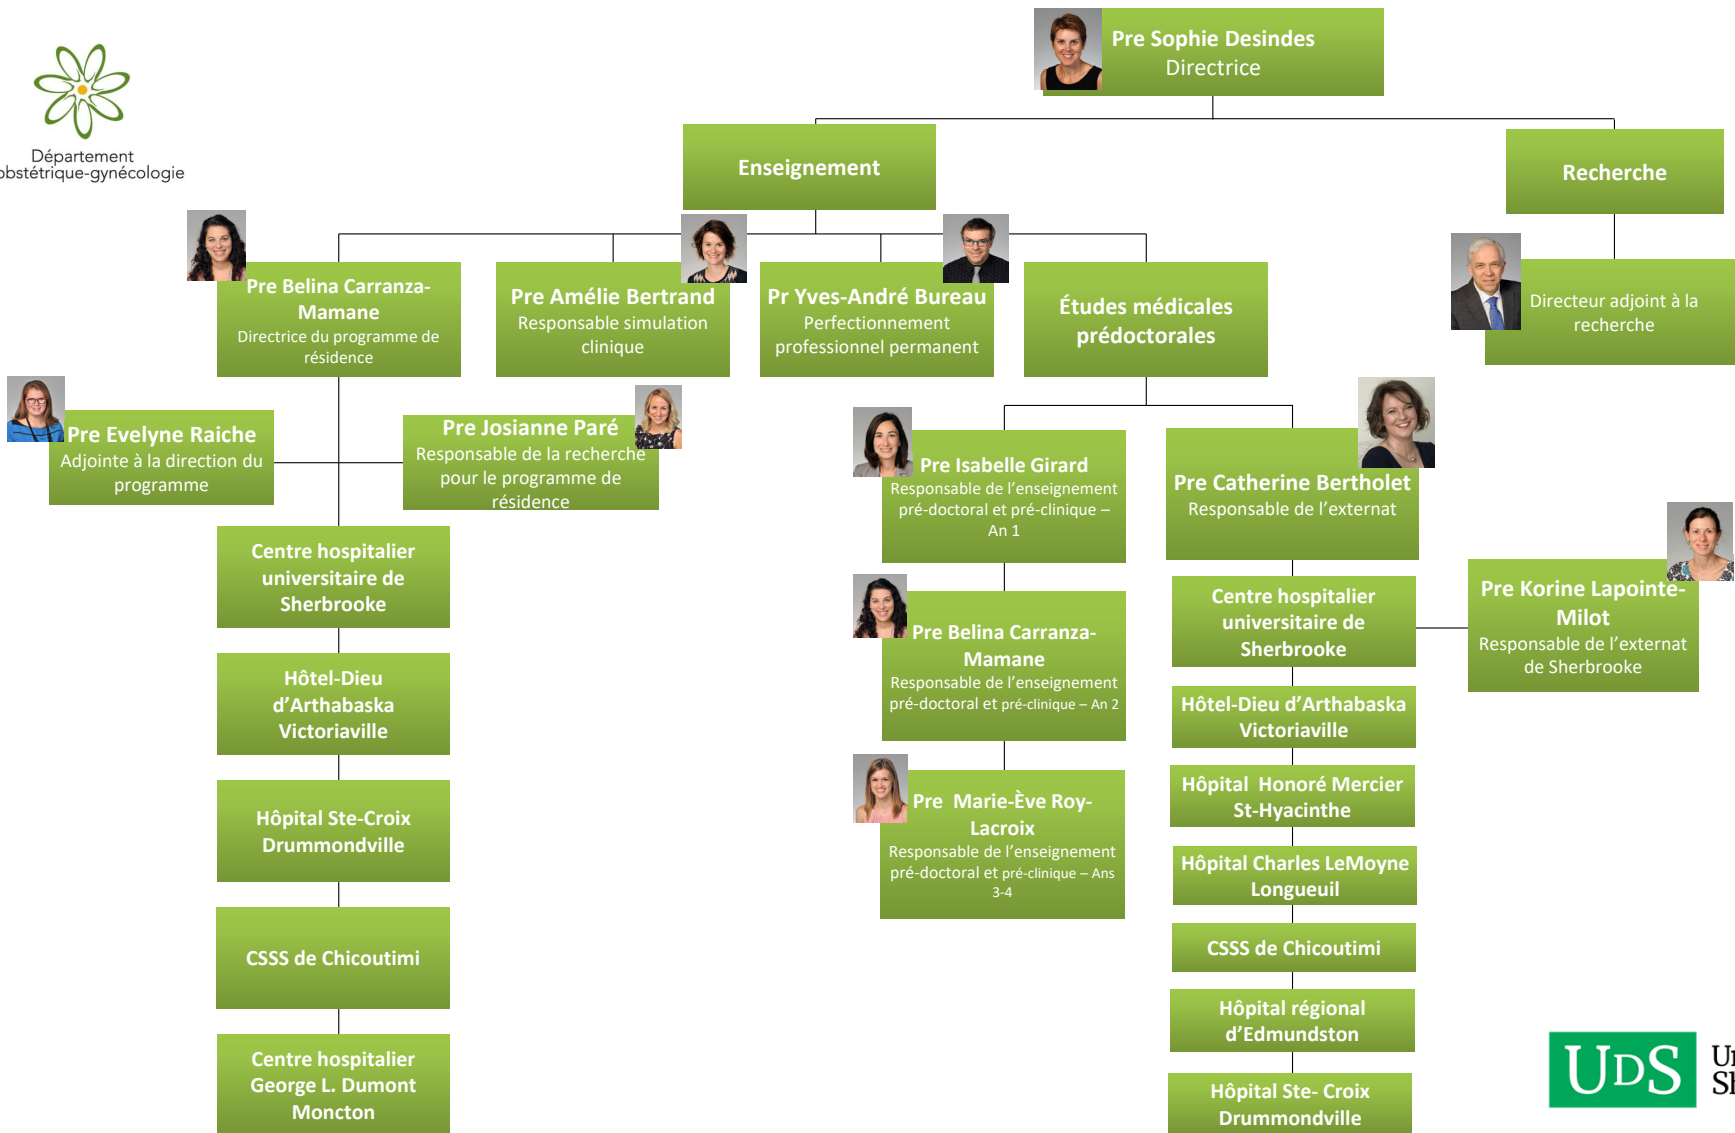 Pre Sophie Desindes
Directrice
Département
obstétrique-gynécologie
Enseignement
Recherche
Pre Belina Carranza-
Mamane
Directrice du programme de
résidence
Pre Amélie Bertrand
Responsable simulation
clinique
Pr Yves-André Bureau
Perfectionnement
professionnel permanent
Études médicales
prédoctorales
Directeur adjoint à la
recherche
Pre Evelyne Raiche
Adjointe à la direction du
programme
Pre Josianne Paré
Responsable de la recherche
pour le programme de
résidence
Centre hospitalier
universitaire de
Sherbrooke
Hôtel-Dieu
d’Arthabaska
Victoriaville
Hôpital Ste-Croix
Drummondville
CSSS de Chicoutimi
Centre hospitalier
George L. Dumont
Moncton
Pre Isabelle Girard
Responsable de l’enseignement
pré-doctoral et pré-clinique –
An 1
Pre Belina Carranza-
Mamane
Responsable de l’enseignement
pré-doctoral et pré-clinique – An 2
Pre Marie-Ève Roy-
Lacroix
Responsable de l’enseignement
pré-doctoral et pré-clinique – Ans
3-4
Pre Catherine Bertholet
Responsable de l’externat
Centre hospitalier
universitaire de
Sherbrooke
Pre Korine Lapointe-
Milot
Responsable de l’externat
de Sherbrooke
Hôtel-Dieu d’Arthabaska
Victoriaville
Hôpital Honoré Mercier
St-Hyacinthe
Hôpital Charles LeMoyne
Longueuil
CSSS de Chicoutimi
Hôpital régional
d’Edmundston
Hôpital Ste- Croix
Drummondville
UDS